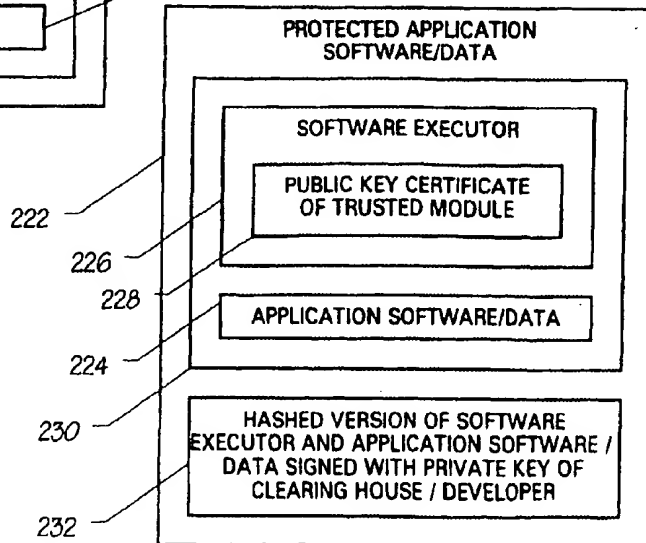 PROTECTED APPLICATION
SOFTWARE/DATA
SOFTWARE EXECUTOR
PUBLIC KEY CERTIFICATE
OF TRUSTED MODULE
222
226
228
APPLICATION SOFTWARE/DATA
224
230
HASHED VERSION OF SOFTWARE
EXECUTOR AND APPLICATION SOFTWARE /
DATA SIGNED WITH PRIVATE KEY OF
CLEARING HOUSE / DEVELOPER
232